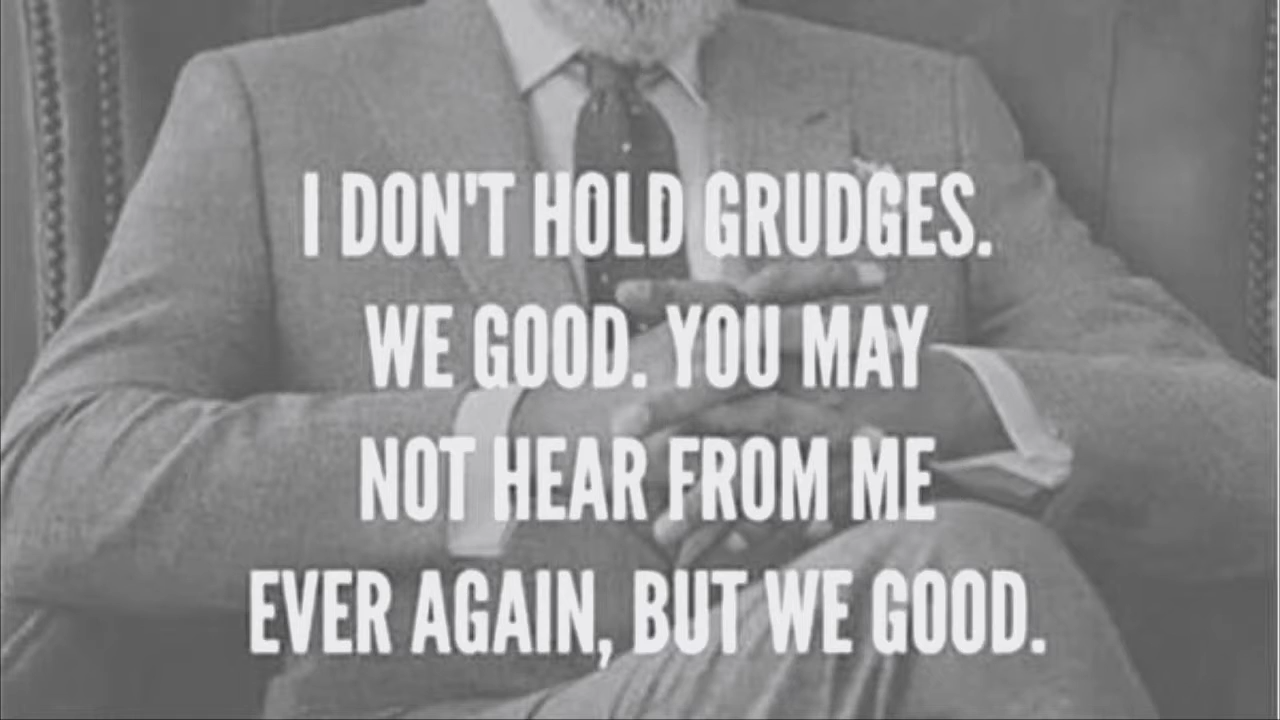 I DON'T HOLD GRUDGES.
WE GOOD. YOU MAY
NOT HEAR FROM ME
EVER AGAIN, BUT WE GOOD.